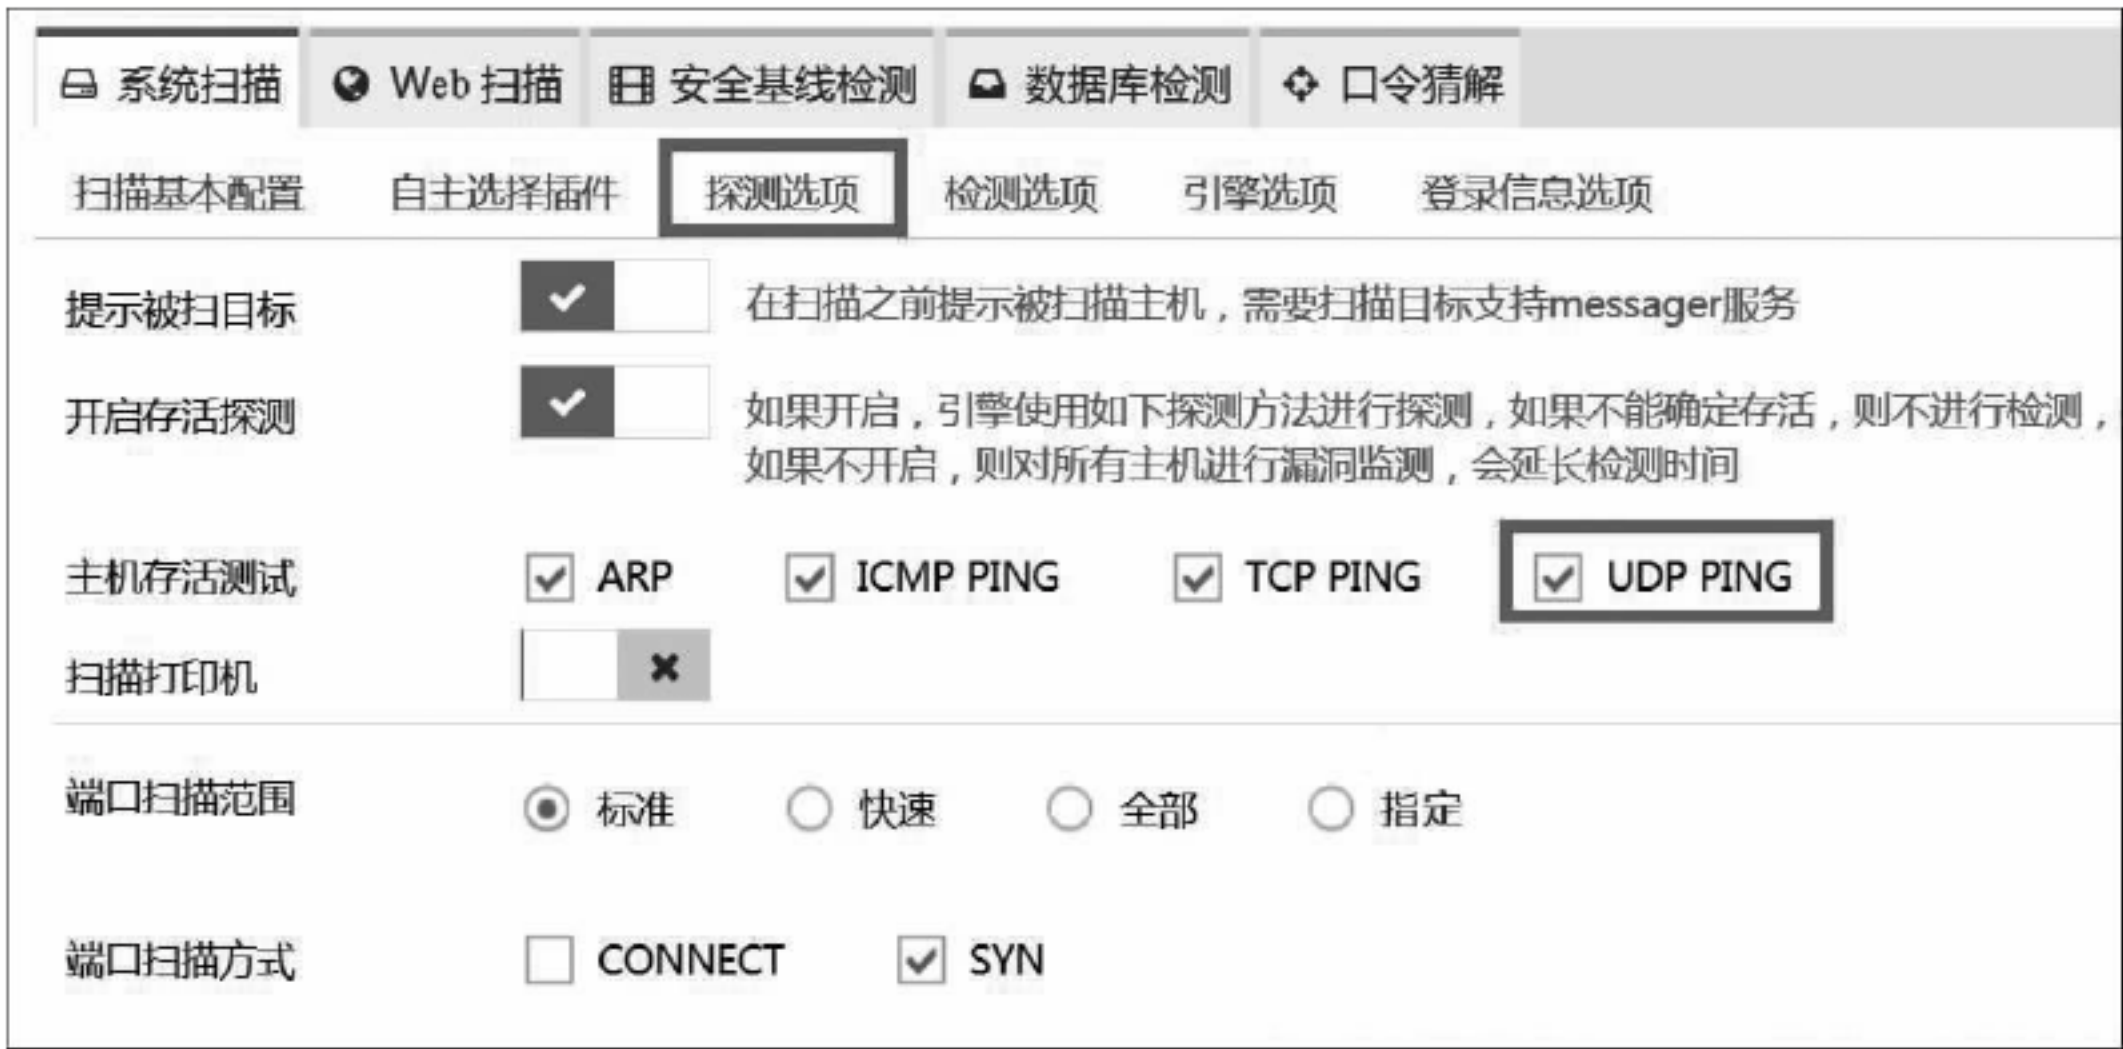 系统扫描 Web 扫描 安全基线检测 数据库检测 口令猜解
扫描基本配置 自主选择插件 探测选项 检测选项 引擎选项 登录信息选项
提示被扫目标 在扫描之前提示被扫描主机，需要扫描目标支持messager服务
开启存活探测 如果开启，引擎使用如下探测方法进行探测，如果不能确定存活，则不进行检测，
如果不开启，则对所有主机进行漏洞监测，会延长检测时间
主机存活测试 ARP ICMP PING TCP PING UDP PING
扫描打印机
端口扫描范围 标准 快速 全部 指定
端口扫描方式 CONNECT SYN